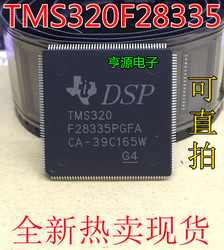 TMS320F28335
亨源电子
DSP
TMS320
F28335PGFA
CA-39C165W
G4
可直拍
全新热卖现货